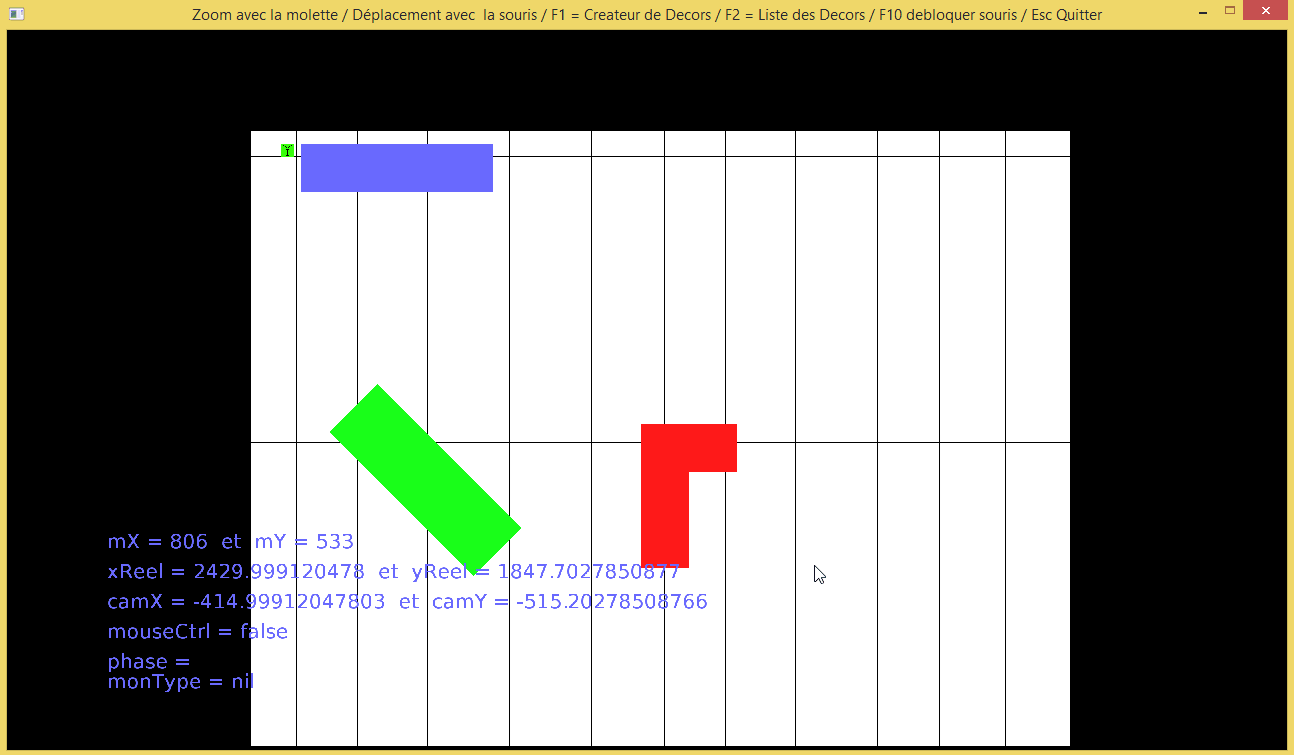 Zoom avec la molette / Déplacement avec  la souris / F1 = Createur de Decors / F2 = Liste des Decors / F10 debloquer souris / Esc Quitter
Y
mX = 806  et  mY = 533
xReel = 2429.999120478  et  yReel = 1847.7027850877
camX = -414.99912047803  et  camY = -515.20278508766
mouseCtrl = false
phase =
monType = nil